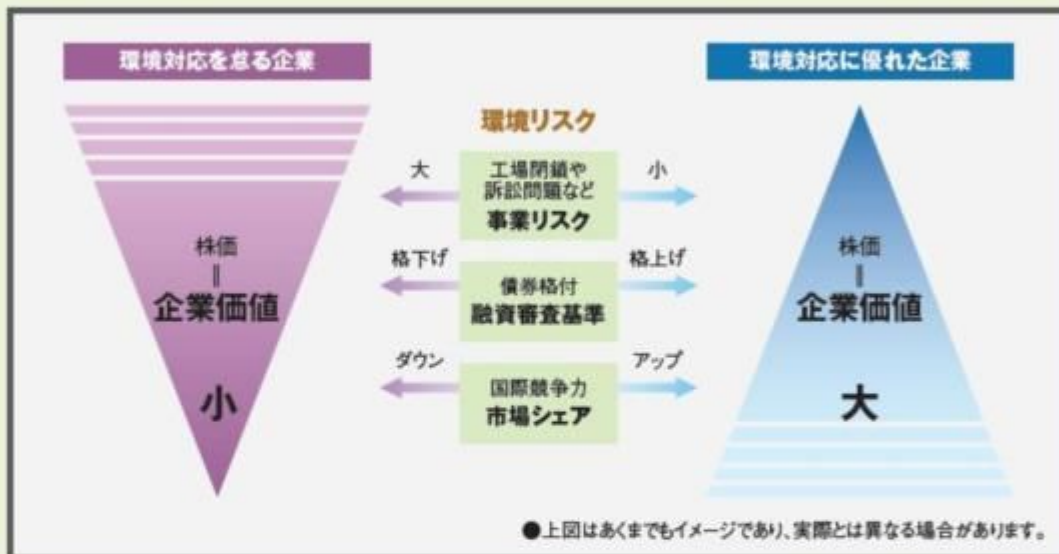 環境対応を怠る企業
環境対応に優れた企業
環境リスク
大
工場閉鎖や
訴訟問題など
事業リスク
小
格下げ
債券格付
融資審査基準
格上げ
ダウン
国際競争力
市場シェア
アップ
株価
||
企業価値
小
株価
||
企業価値
大
●上図はあくまでもイメージであり、実際とは異なる場合があります。